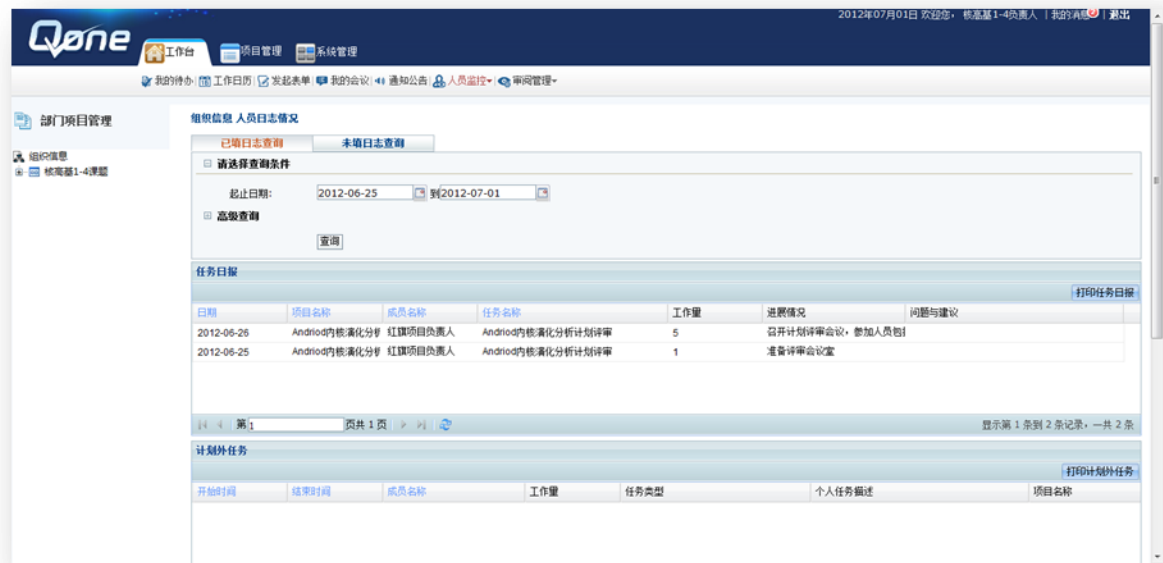 2012年07月01日 欢迎您， 核高基1-4负责人 | 我的消息 | 退出
Qone
工作台 项目管理 系统管理
我的待办 工作日历 发起表单 我的会议 通知公告 人员监控 审阅管理
部门项目管理
组织信息
核高基1-4课题
组织信息 人员日志情况
已填日志查询 未填日志查询
请选择查询条件
起止日期: 2012-06-25 到 2012-07-01
高级查询
查询
任务日报
打印任务日报
日期 项目名称 成员名称 任务名称 工作量 进展情况 问题与建议
2012-06-26 Andriod内核演化分析 红旗项目负责人 Andriod内核演化分析计划评审 5 召开计划评审会议，参加人员包括
2012-06-25 Andriod内核演化分析 红旗项目负责人 Andriod内核演化分析计划评审 1 准备评审会议室
第 1 页共 1 页 显示第 1 条到 2 条记录，一共 2 条
计划外任务
打印计划外任务
开始时间 结束时间 成员名称 工作量 任务类型 个人任务描述 项目名称